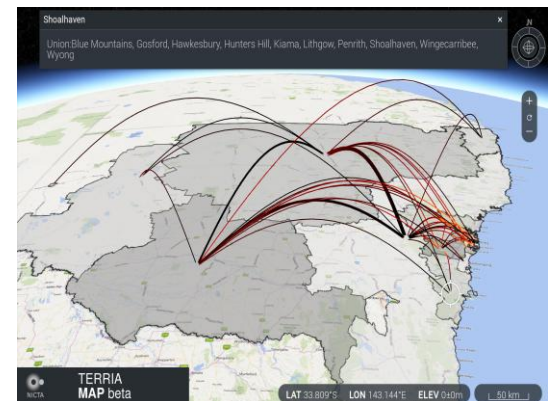 Shoalhaven
×
Union:Blue Mountains, Gosford, Hawkesbury, Hunters Hill, Kiama, Lithgow, Penrith, Shoalhaven, Wingecarribee,
Wyong
N
NICTA
TERRIA
MAP beta
LAT 33.809°S LON 143.144°E ELEV 0±0m
50 km